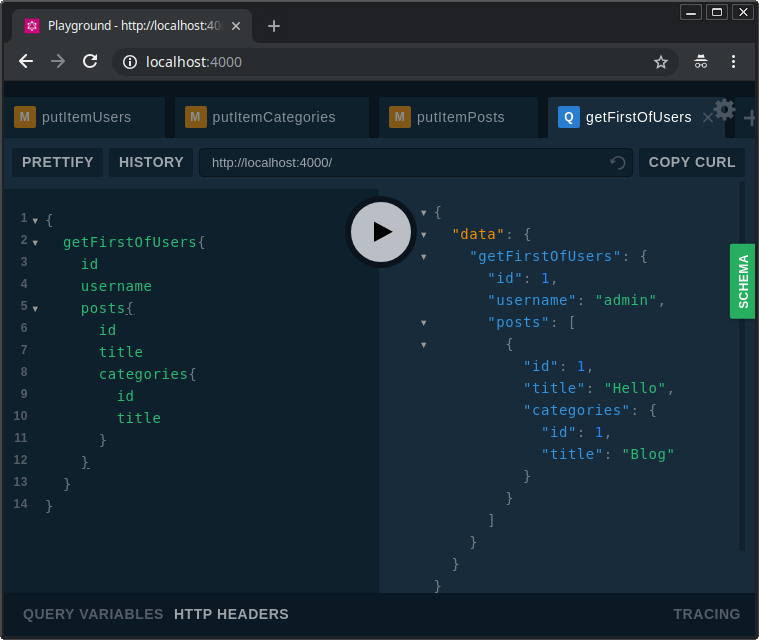 Playground - http://localhost:40
localhost:4000
M putItemUsers
M putItemCategories
M putItemPosts
Q getFirstOfUsers
PRETTIFY
HISTORY
http://localhost:4000/
COPY CURL
1 {
2 getFirstOfUsers{
3 id
4 username
5 posts{
6 id
7 title
8 categories{
9 id
10 title
11 }
12 }
13 }
14 }
{
"data": {
"getFirstOfUsers": {
"id": 1,
"username": "admin",
"posts": [
{
"id": 1,
"title": "Hello",
"categories": {
"id": 1,
"title": "Blog"
}
}
]
}
}
}
SCHEMA
QUERY VARIABLES
HTTP HEADERS
TRACING